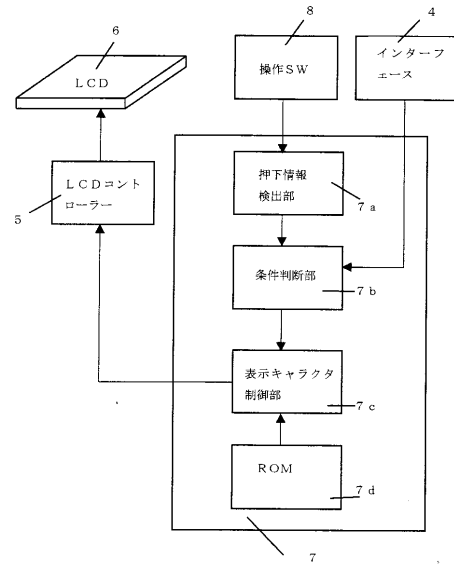 6
8
4
LCD
操作SW
インターフ
ェース
LCDコント
ローラー
5
押下情報
検出部
7a
条件判断部
7b
表示キャラクタ
制御部
7c
ROM
7d
7